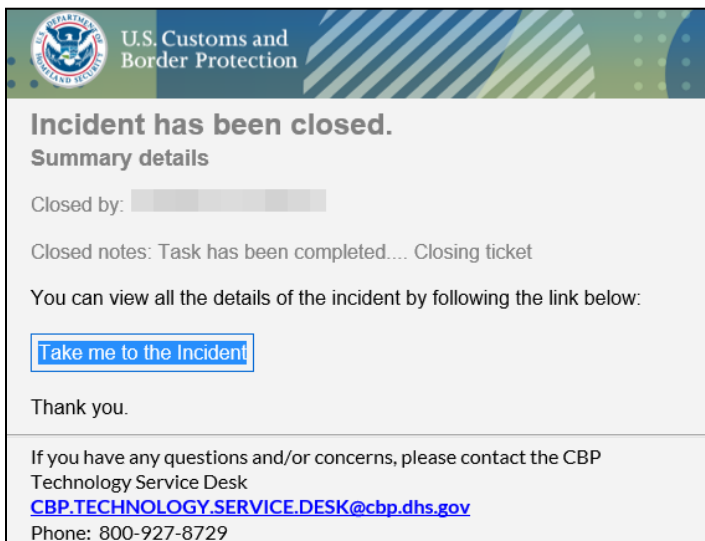 U.S. Customs and
Border Protection
Incident has been closed.
Summary details
Closed by:
Closed notes: Task has been completed.... Closing ticket
You can view all the details of the incident by following the link below:
Take me to the Incident
Thank you.
If you have any questions and/or concerns, please contact the CBP
Technology Service Desk
CBP.TECHNOLOGY.SERVICE.DESK@cbp.dhs.gov
Phone: 800-927-8729